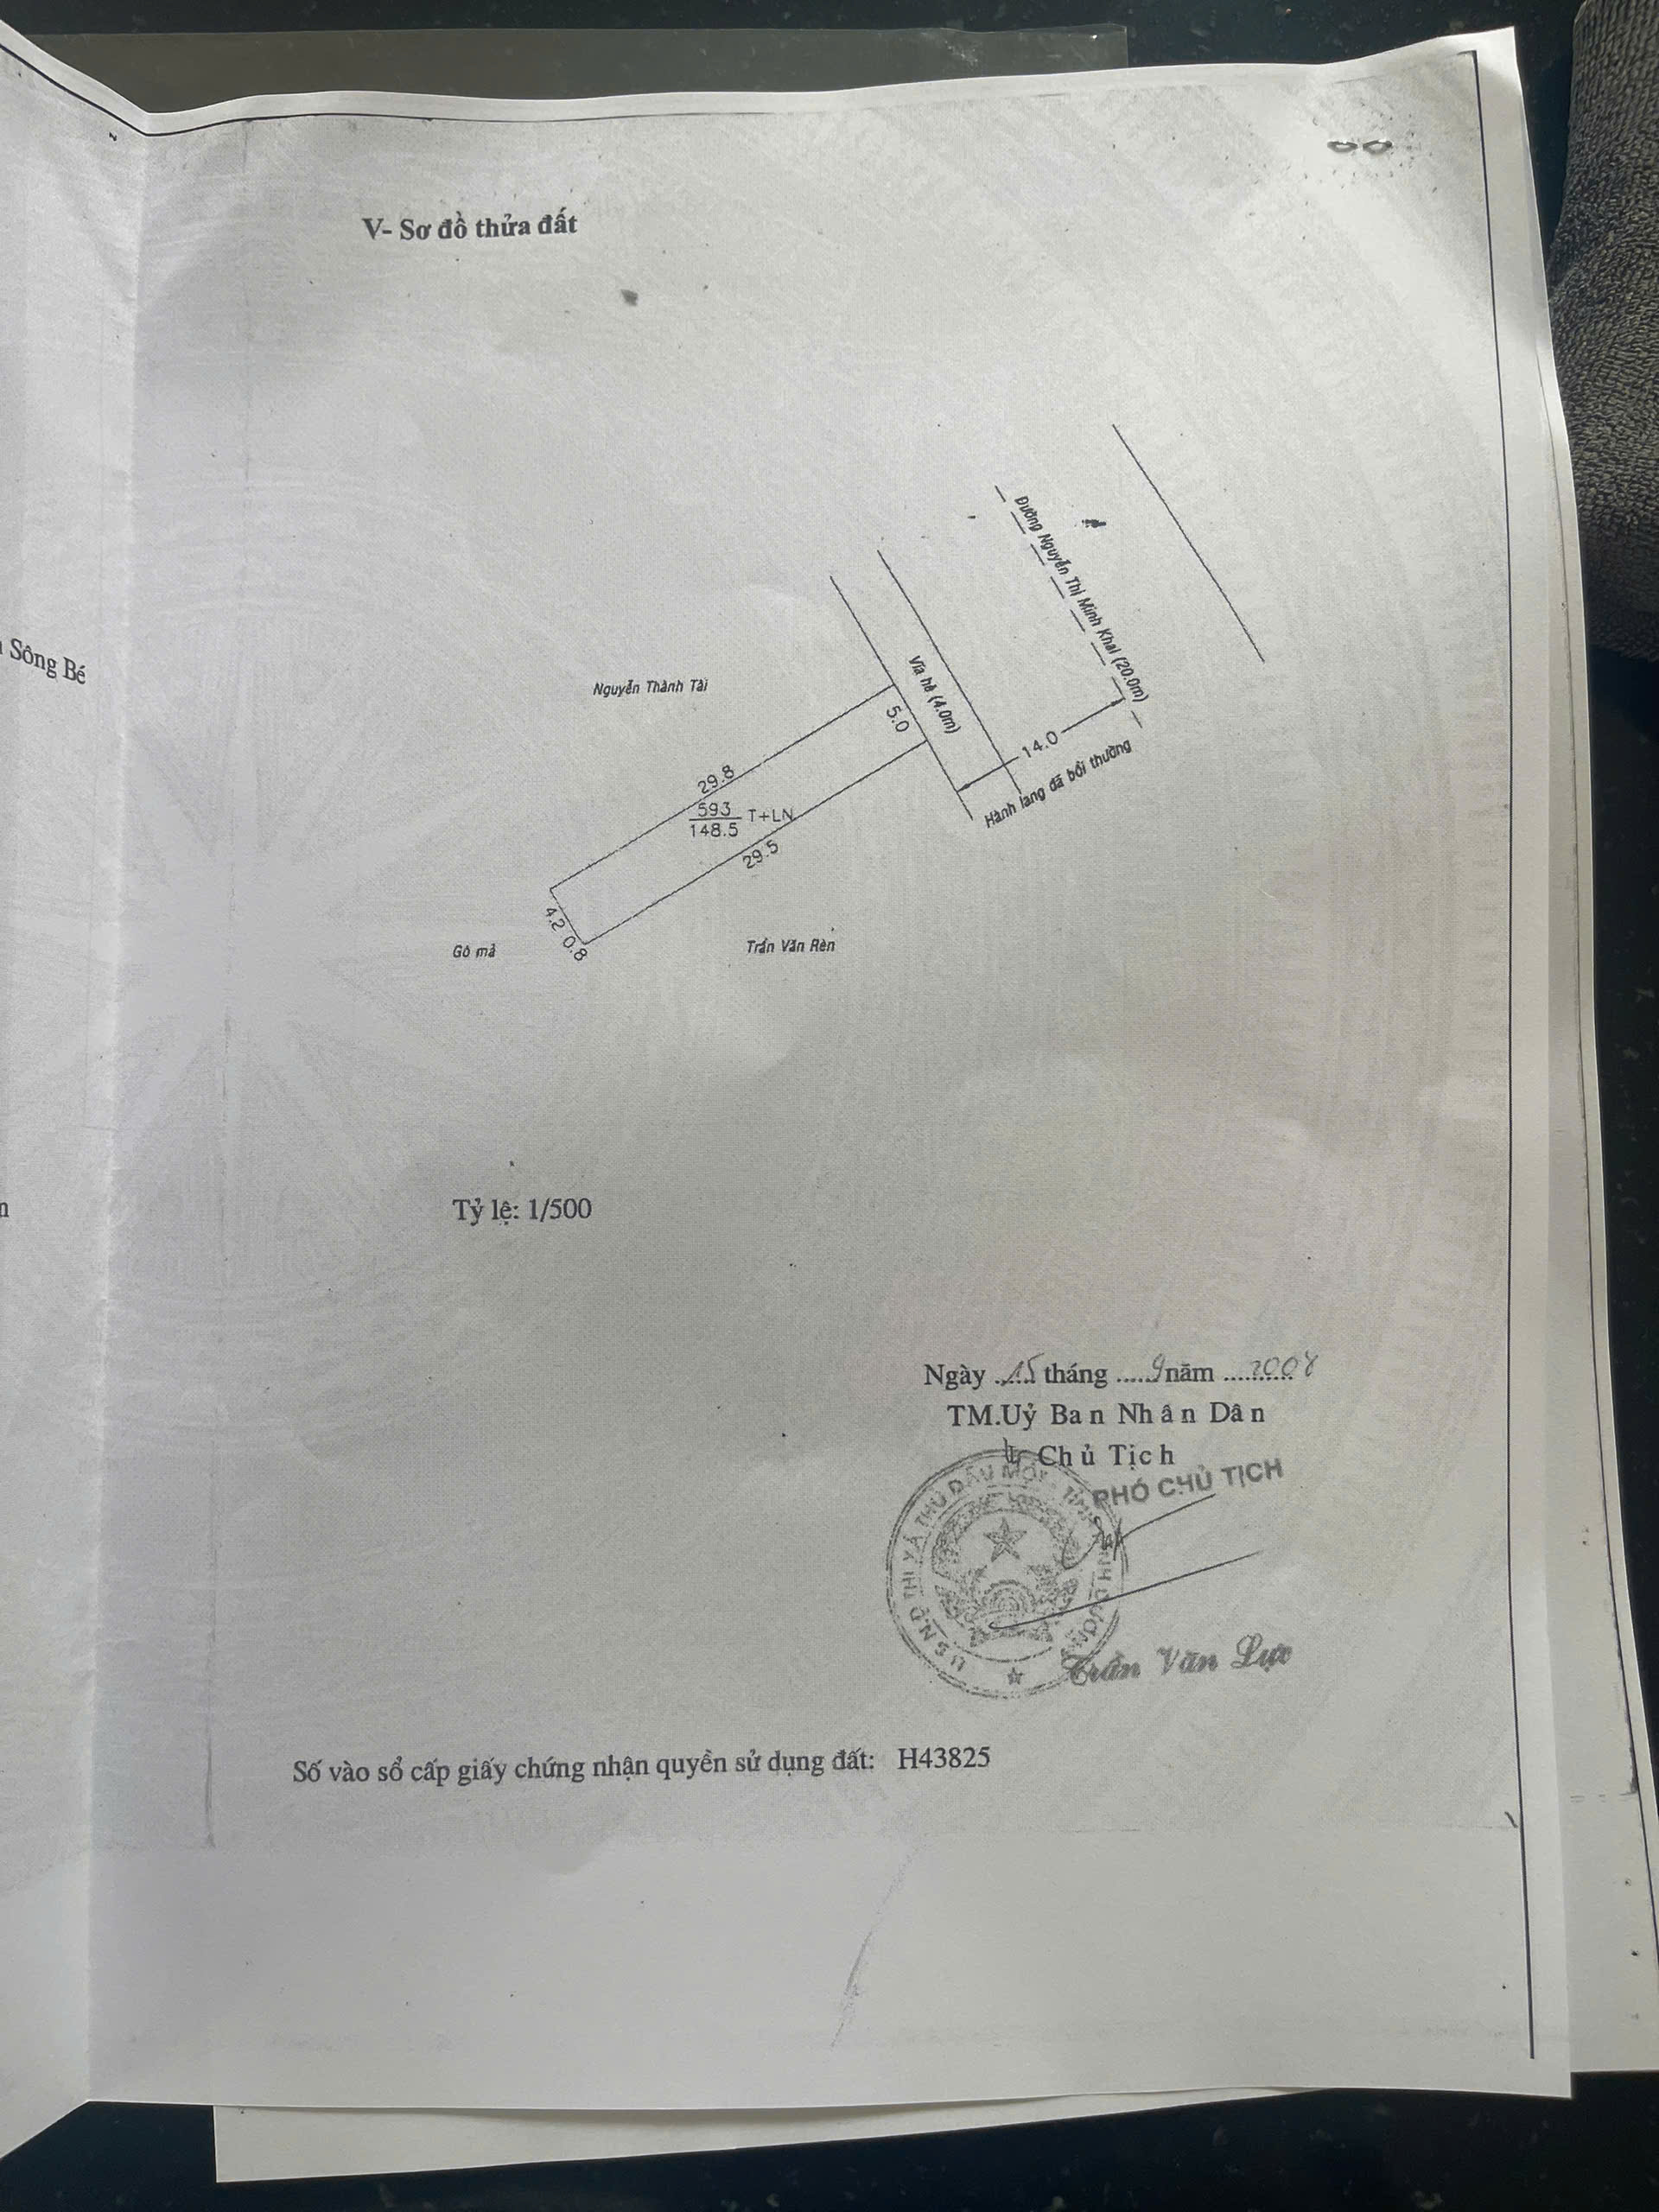 V- Sơ đồ thửa đất
Sông Bé
Đường Nguyễn Thị Minh Khai (20.0m)
Vỉa hè (4.0m)
Nguyễn Thành Tài
5.0
14.0
Hành lang đã bồi thường
29.8
593
148.5
T+LN
29.5
4.2 0.8
Gò mả
Trần Văn Rèn
Tỷ lệ: 1/500
Ngày 15 tháng 9 năm 2008
TM.Uỷ Ban Nhân Dân
Chủ Tịch
PHÓ CHỦ TỊCH
THỊ XÃ THỦ DẦU MỘT
Trần Văn Lực
Số vào sổ cấp giấy chứng nhận quyền sử dụng đất: H43825